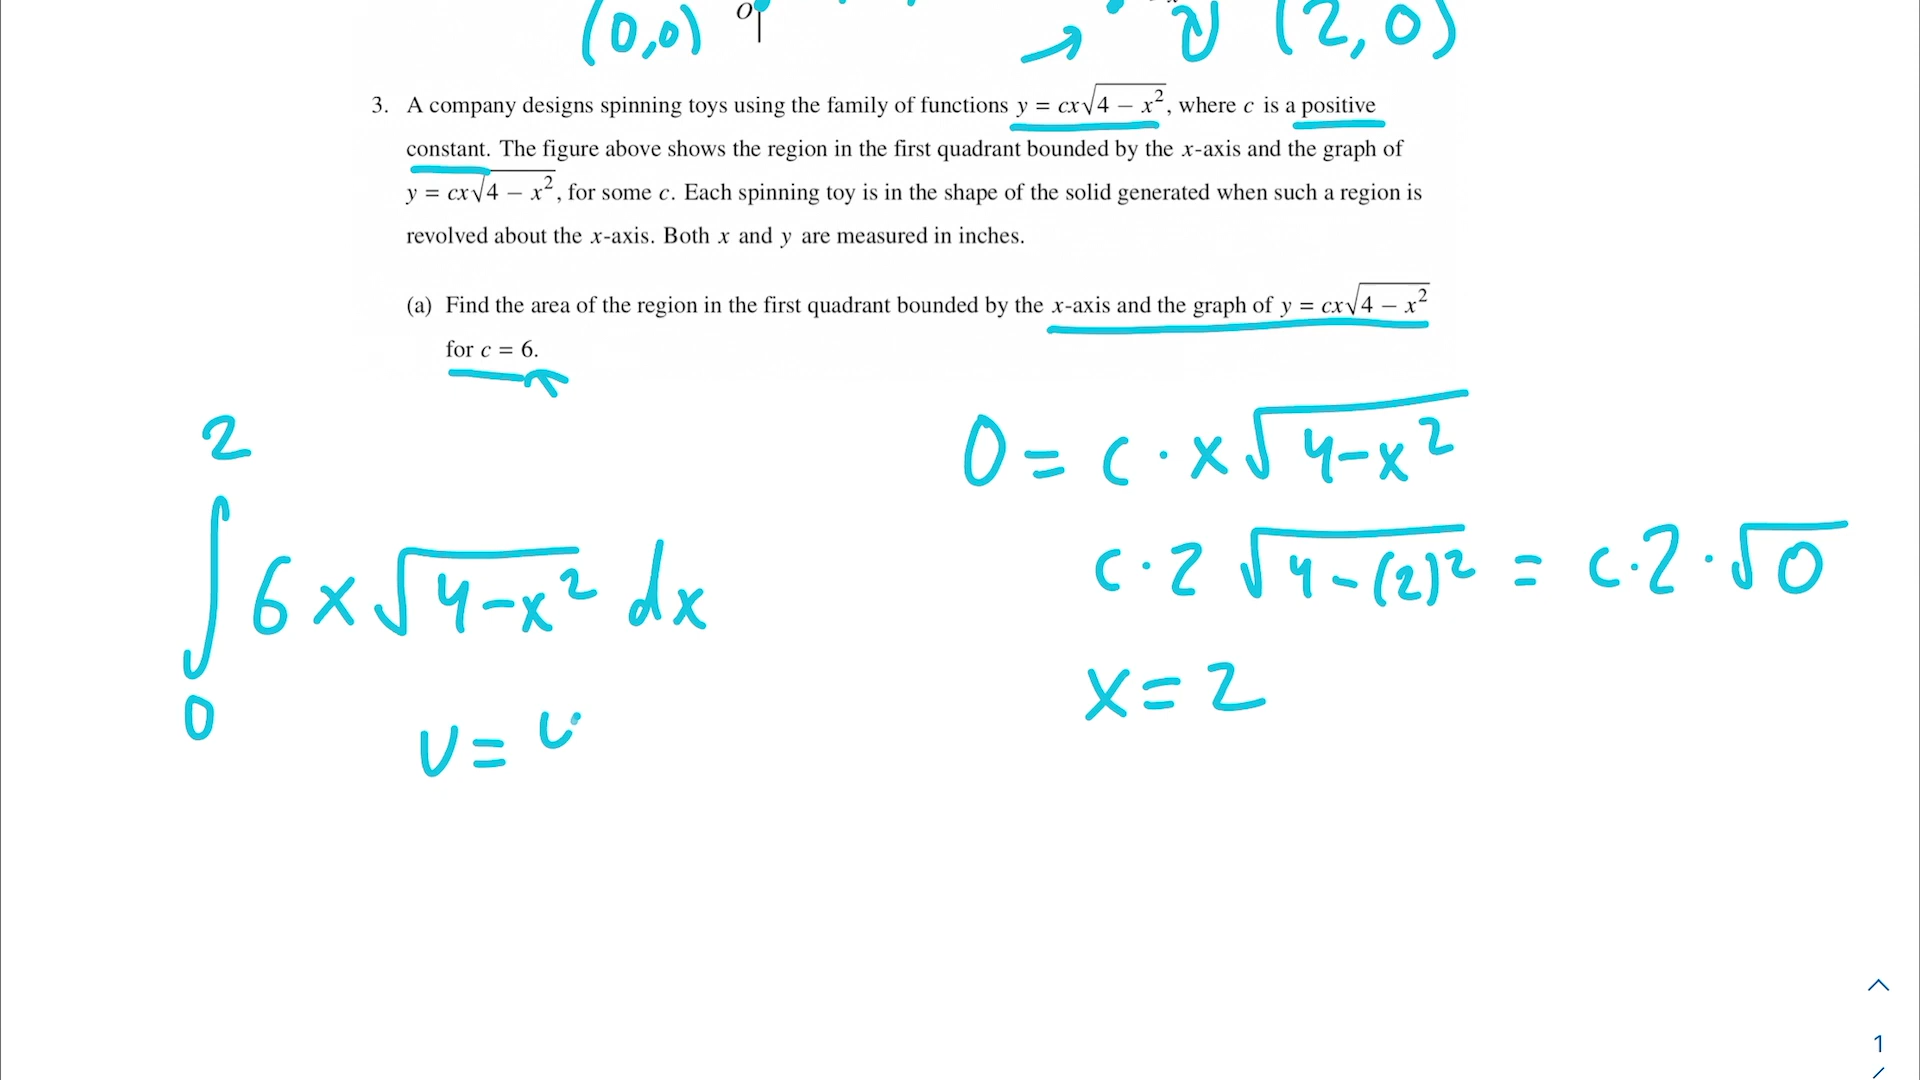 (0,0) O (2,0)
3. A company designs spinning toys using the family of functions y = cx√(4 − x²), where c is a positive
constant. The figure above shows the region in the first quadrant bounded by the x-axis and the graph of
y = cx√(4 − x²), for some c. Each spinning toy is in the shape of the solid generated when such a region is
revolved about the x-axis. Both x and y are measured in inches.
(a) Find the area of the region in the first quadrant bounded by the x-axis and the graph of y = cx√(4 − x²)
for c = 6.
∫₀² 6x√(4-x²) dx
u =
0 = c · x√(4-x²)
c · 2√(4-(2)²) = c · 2 · √0
x = 2
1